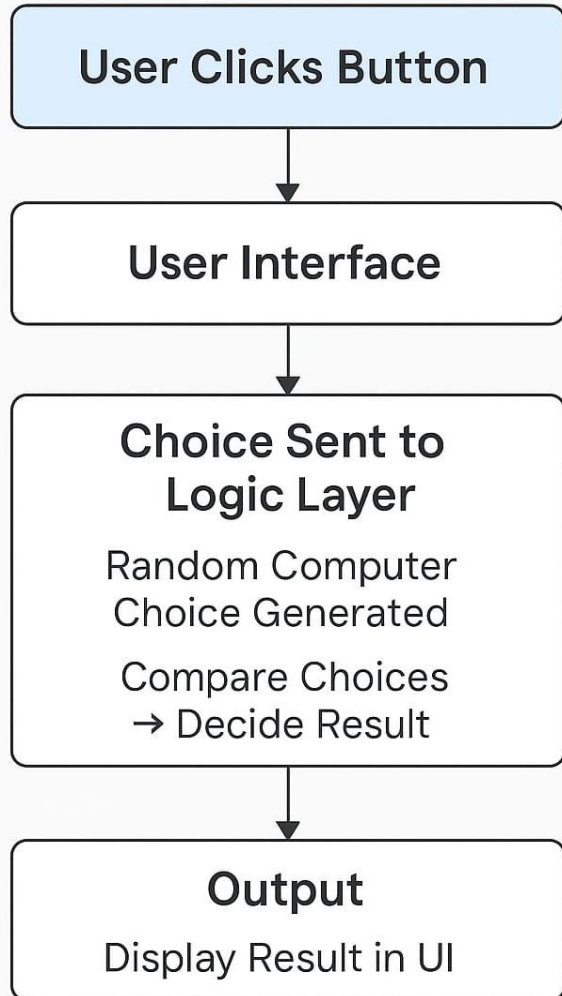 User Clicks Button
User Interface
Choice Sent to
Logic Layer
Random Computer
Choice Generated
Compare Choices
→ Decide Result
Output
Display Result in UI